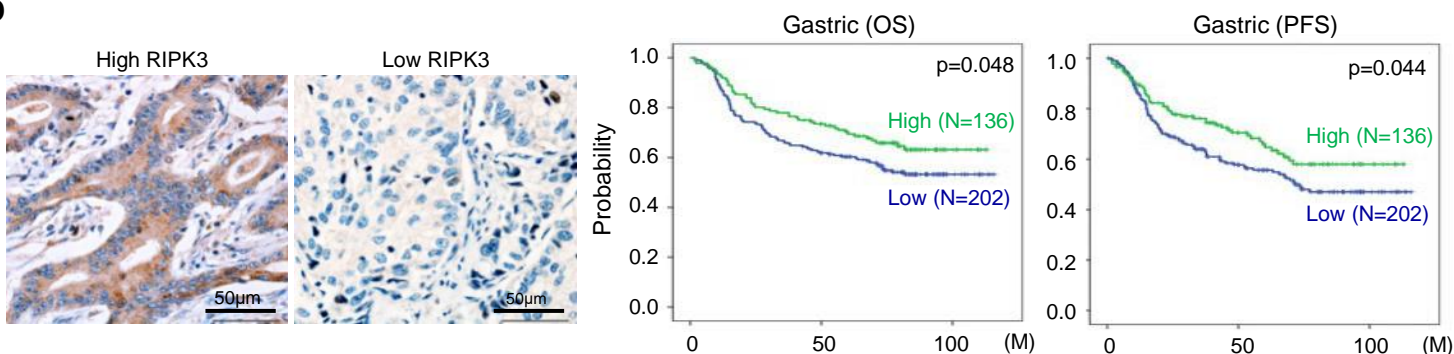 High RIPK3
Low RIPK3
50μm
50μm
Gastric (OS)
Probability
1.0
0.8
0.6
0.4
0.2
0.0
p=0.048
High (N=136)
Low (N=202)
0
50
100
(M)
Gastric (PFS)
1.0
0.8
0.6
0.4
0.2
0.0
p=0.044
High (N=136)
Low (N=202)
0
50
100
(M)